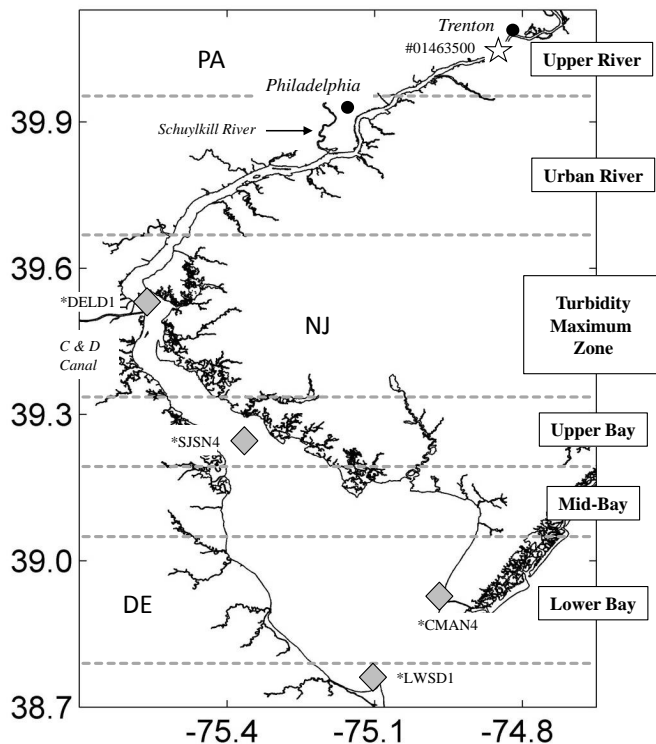 Trenton
#01463500
PA
Upper River
Philadelphia
39.9
Schuylkill River
Urban River
39.6
*DELD1
Turbidity
Maximum
Zone
NJ
C & D
Canal
39.3
*SJSN4
Upper Bay
Mid-Bay
39.0
DE
*CMAN4
Lower Bay
*LWSD1
38.7
-75.4
-75.1
-74.8